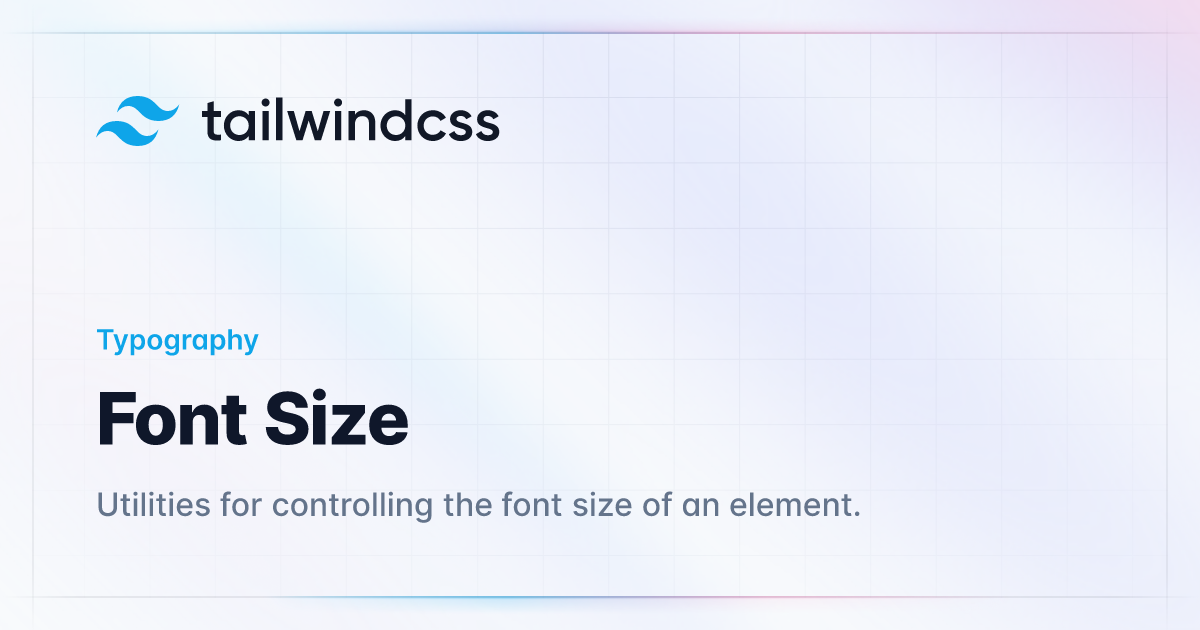 tailwindcss
Typography
Font Size
Utilities for controlling the font size of an element.